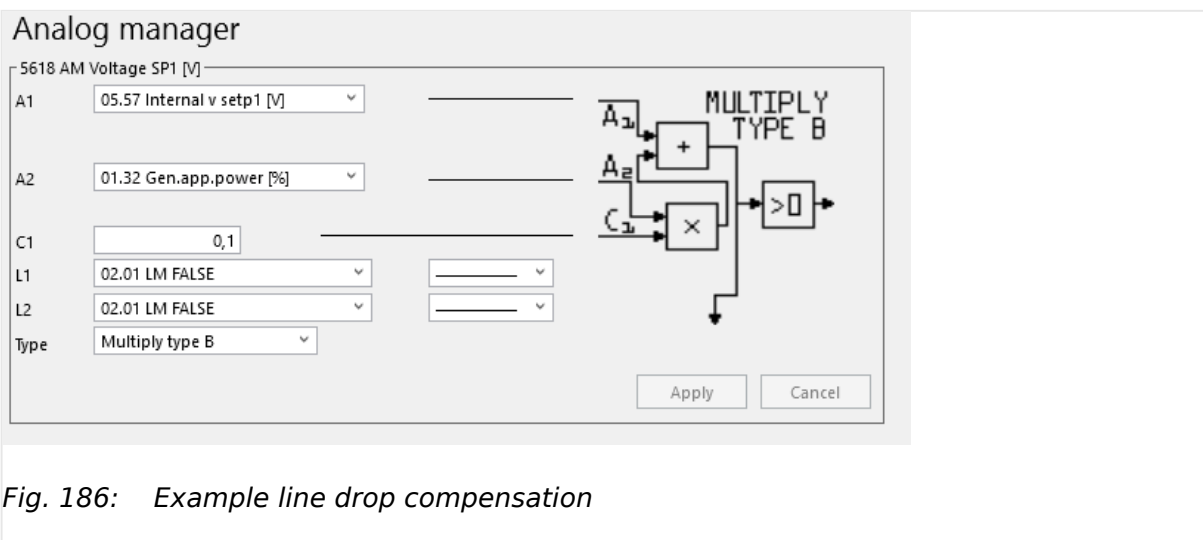 Analog manager
5618 AM Voltage SP1 [V]
A1 05.57 Internal v setp1 [V]
A2 01.32 Gen.app.power [%]
C1 0,1
L1 02.01 LM FALSE
L2 02.01 LM FALSE
Type Multiply type B
MULTIPLY
TYPE B
A1
+
A2
>0
C1
×
Apply Cancel
Fig. 186: Example line drop compensation